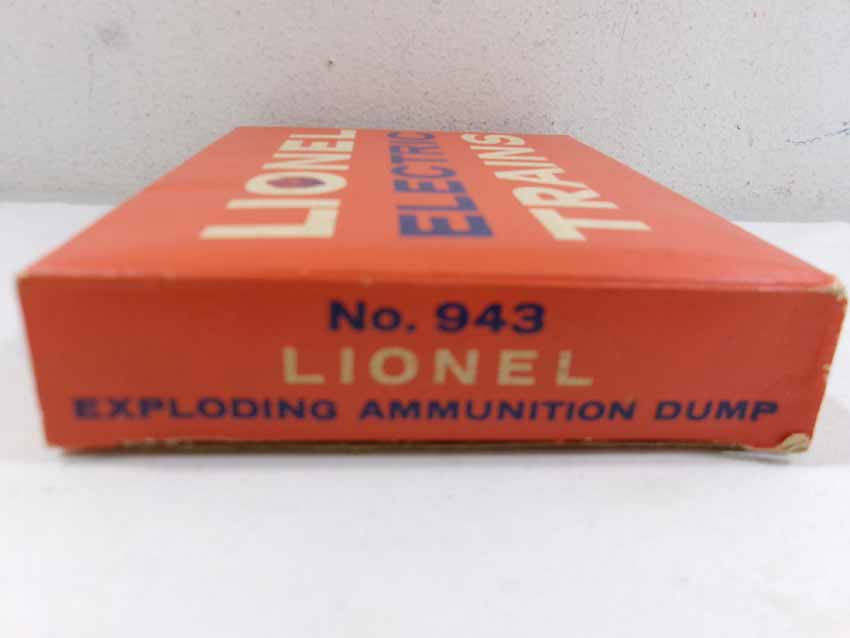 LIONEL
ELECTRIC
TRAINS
No. 943
LIONEL
EXPLODING AMMUNITION DUMP